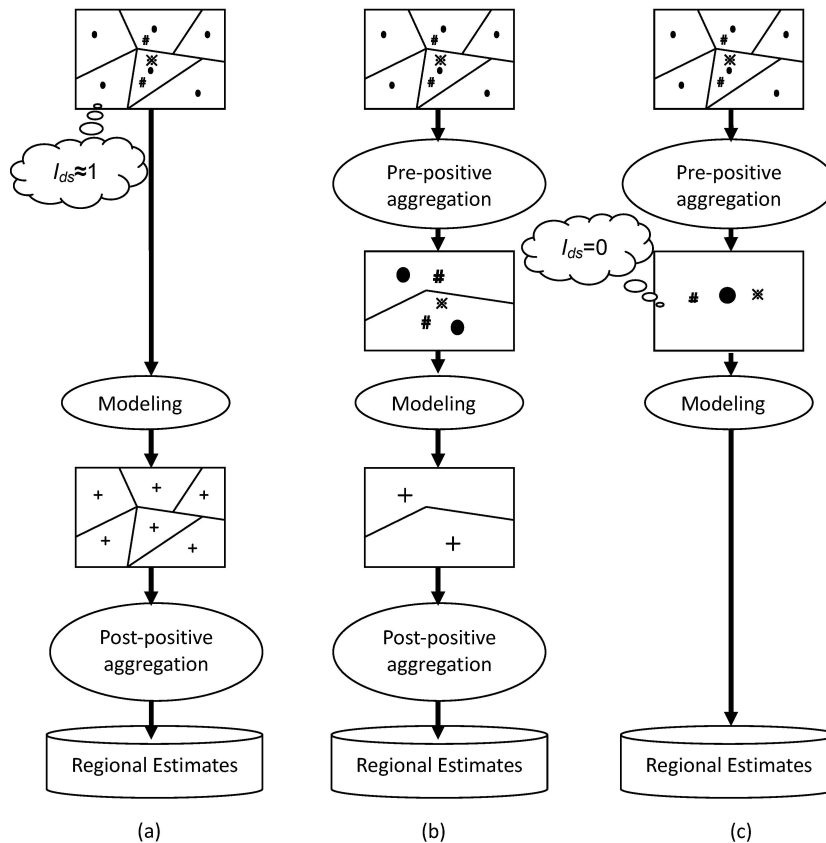 # # #
※ ※ ※
# # #
I_ds≈1
Pre-positive
aggregation
Pre-positive
aggregation
I_ds=0
#
※
#
# ※
Modeling
Modeling
Modeling
+ + +
+ + +
+
+
Post-positive
aggregation
Post-positive
aggregation
Regional Estimates
Regional Estimates
Regional Estimates
(a)
(b)
(c)